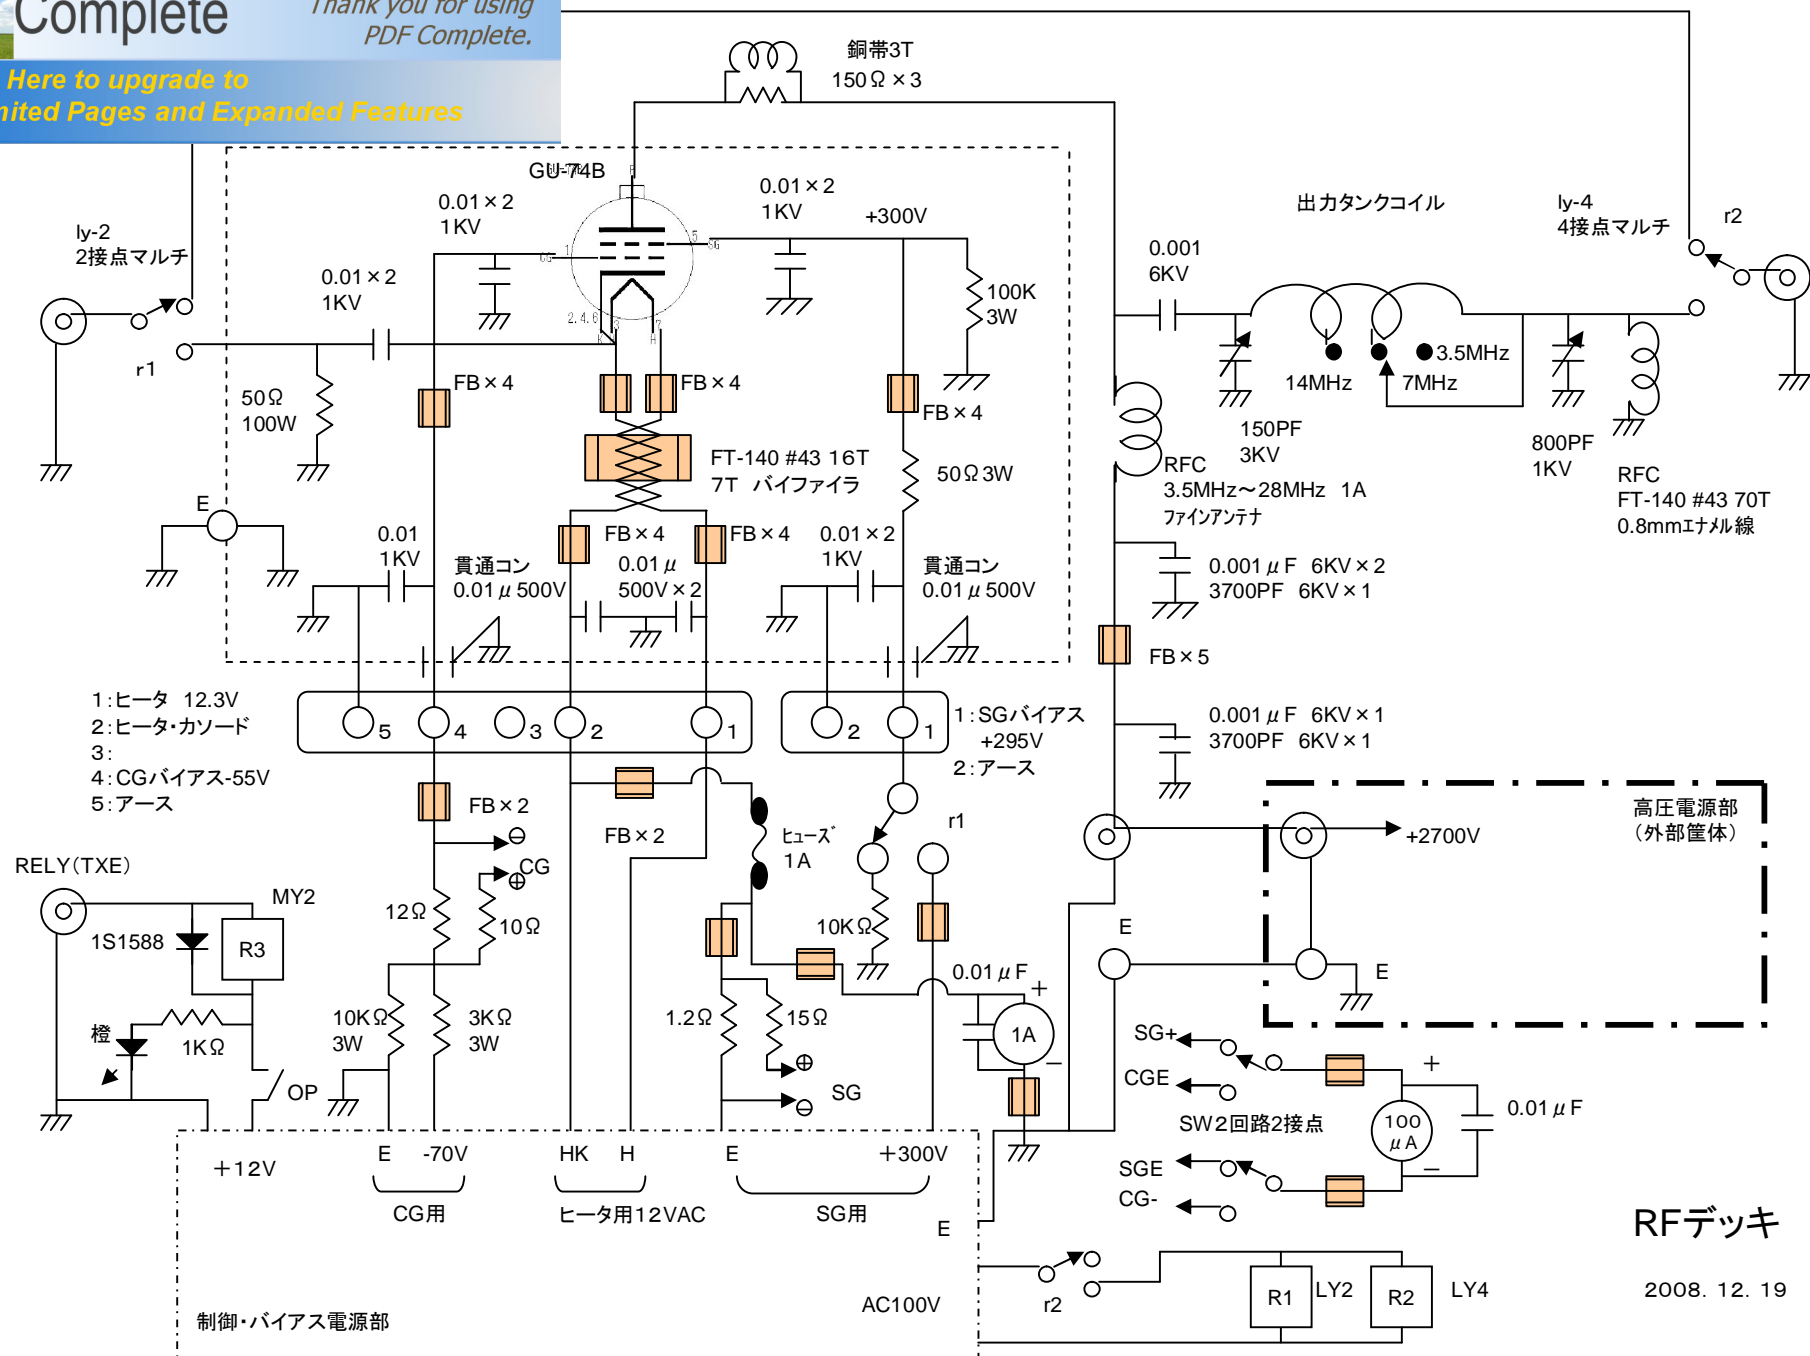 Complete
Thank you for using
PDF Complete.
Here to upgrade to
nited Pages and Expanded Features
銅帯3T
150Ω×3
GU-74B
P
0.01×2
1KV
0.01×2
1KV
+300V
5
SG
1
CG
2.4.6
K
3
7
H
ly-2
2接点マルチ
0.01×2
1KV
r1
50Ω
100W
100K
3W
出力タンクコイル
ly-4
4接点マルチ
r2
0.001
6KV
14MHz
7MHz
3.5MHz
150PF
3KV
800PF
1KV
RFC
FT-140 #43 70T
0.8mmエナメル線
RFC
3.5MHz～28MHz 1A
ファインアンテナ
FB×4
FB×4
FB×4
FT-140 #43 16T
7T バイファイラ
50Ω3W
E
FB×4
FB×4
0.01
1KV
貫通コン
0.01μ500V
0.01μ
500V×2
0.01×2
1KV
貫通コン
0.01μ500V
0.001μF 6KV×2
3700PF 6KV×1
FB×5
0.001μF 6KV×1
3700PF 6KV×1
1:ヒータ 12.3V
2:ヒータ・カソード
3:
4:CGバイアス-55V
5:アース
5
4
3
2
1
2
1
1:SGバイアス
+295V
2:アース
FB×2
FB×2
CG
ヒューズ
1A
r1
高圧電源部
(外部筐体)
+2700V
RELY(TXE)
MY2
1S1588
R3
橙
1KΩ
OP
12Ω
10Ω
10KΩ
3W
3KΩ
3W
10KΩ
1.2Ω
15Ω
SG
0.01μF
+
1A
−
E
E
SG+
CGE
SW2回路2接点
SGE
CG-
+
100
μA
−
0.01μF
+12V
E
-70V
HK
H
E
+300V
CG用
ヒータ用12VAC
SG用
E
制御・バイアス電源部
AC100V
r2
R1
LY2
R2
LY4
RFデッキ
2008. 12. 19